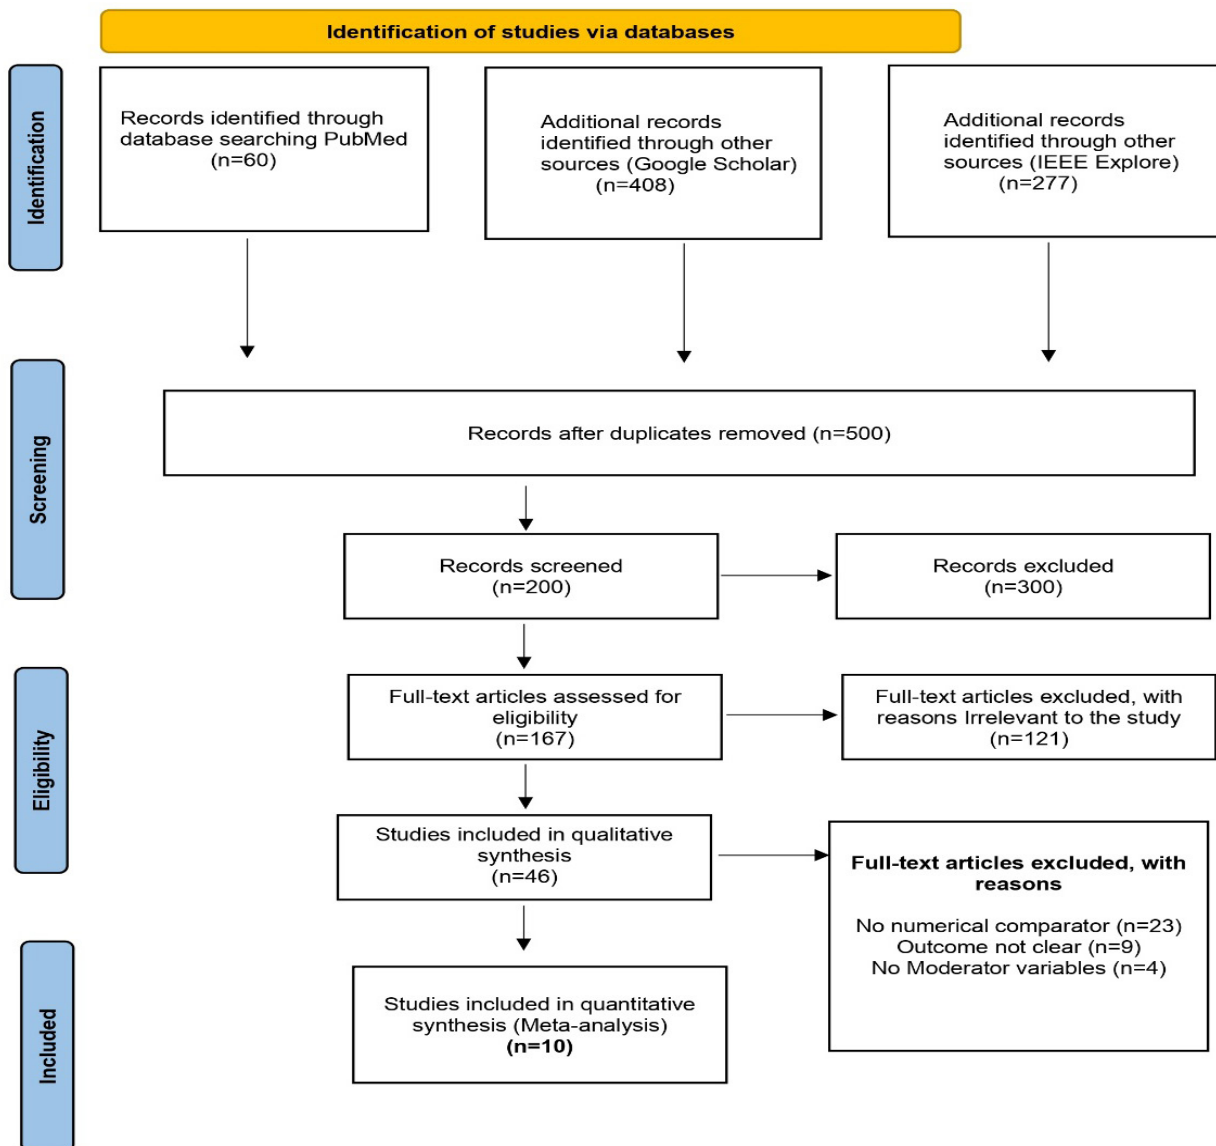 Identification of studies via databases
Identification
Records identified through
database searching PubMed
(n=60)
Additional records
identified through other
sources (Google Scholar)
(n=408)
Additional records
identified through other
sources (IEEE Explore)
(n=277)
Screening
Records after duplicates removed (n=500)
Records screened
(n=200)
Records excluded
(n=300)
Eligibility
Full-text articles assessed for
eligibility
(n=167)
Full-text articles excluded, with
reasons Irrelevant to the study
(n=121)
Studies included in qualitative
synthesis
(n=46)
Full-text articles excluded, with
reasons
No numerical comparator (n=23)
Outcome not clear (n=9)
No Moderator variables (n=4)
Included
Studies included in quantitative
synthesis (Meta-analysis)
(n=10)